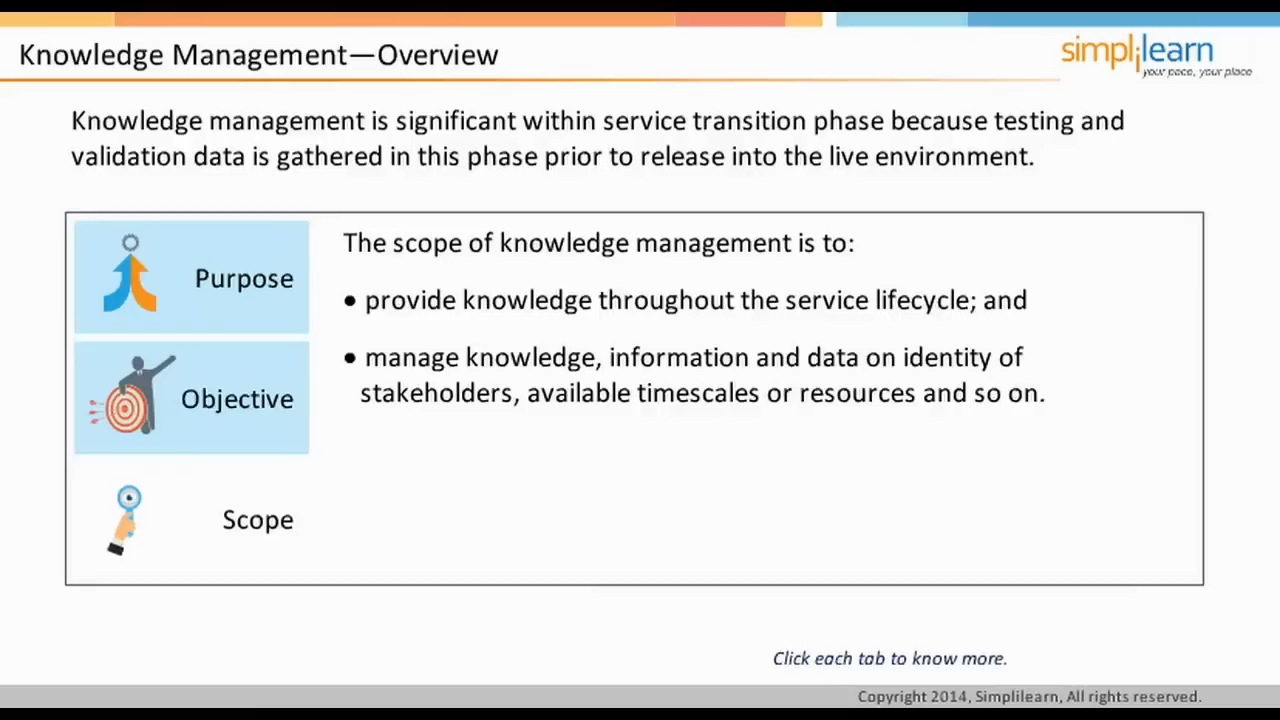 Knowledge Management—Overview
simplilearn
your pace, your place
Knowledge management is significant within service transition phase because testing and
validation data is gathered in this phase prior to release into the live environment.
Purpose
Objective
Scope
The scope of knowledge management is to:
• provide knowledge throughout the service lifecycle; and
• manage knowledge, information and data on identity of
stakeholders, available timescales or resources and so on.
Click each tab to know more.
Copyright 2014, Simplilearn, All rights reserved.